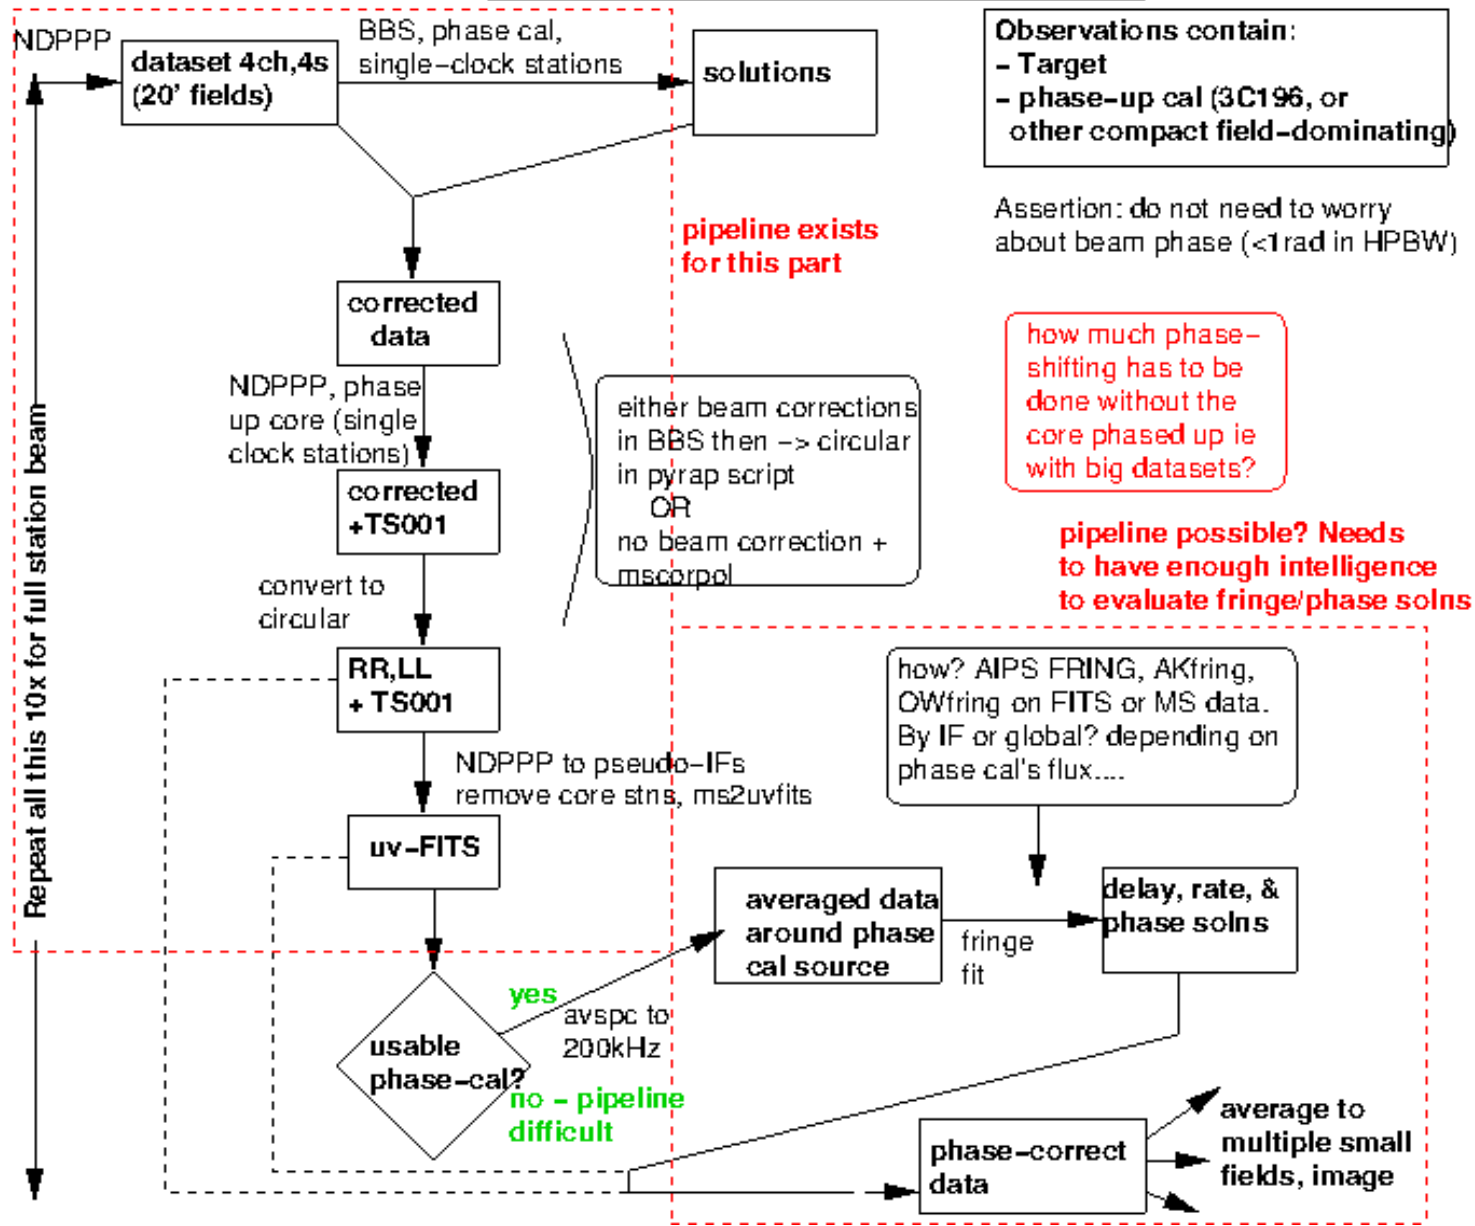 NDPPP
dataset 4ch,4s
(20' fields)
BBS, phase cal,
single-clock stations
solutions
Observations contain:
- Target
- phase-up cal (3C196, or
other compact field-dominating)
Assertion: do not need to worry
about beam phase (<1rad in HPBW)
pipeline exists
for this part
corrected
data
NDPPP, phase
up core (single
clock stations)
either beam corrections
in BBS then -> circular
in pyrap script
OR
no beam correction +
mscorpol
how much phase-
shifting has to be
done without the
core phased up ie
with big datasets?
corrected
+TS001
pipeline possible? Needs
to have enough intelligence
to evaluate fringe/phase solns
convert to
circular
RR,LL
+ TS001
how? AIPS FRING, AKfring,
OWfring on FITS or MS data.
By IF or global? depending on
phase cal's flux....
NDPPP to pseudo-IFs
remove core stns, ms2uvfits
uv-FITS
Repeat all this 10x for full station beam
averaged data
around phase
cal source
fringe
fit
delay, rate, &
phase solns
yes
avspc to
200kHz
usable
phase-cal?
no - pipeline
difficult
phase-correct
data
average to
multiple small
fields, image